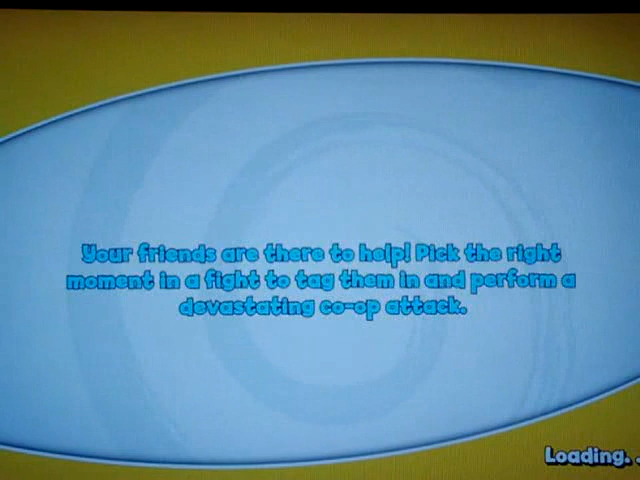 Your friends are there to help! Pick the right
moment in a fight to tag them in and perform a
devastating co-op attack.
Loading. .